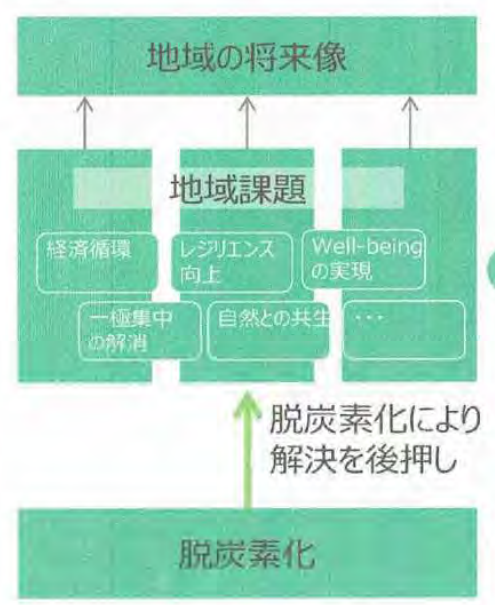 地域の将来像
地域課題
経済循環
レジリエンス
向上
Well-being
の実現
一極集中
の解消
自然との共生
・・・
脱炭素化により
解決を後押し
脱炭素化